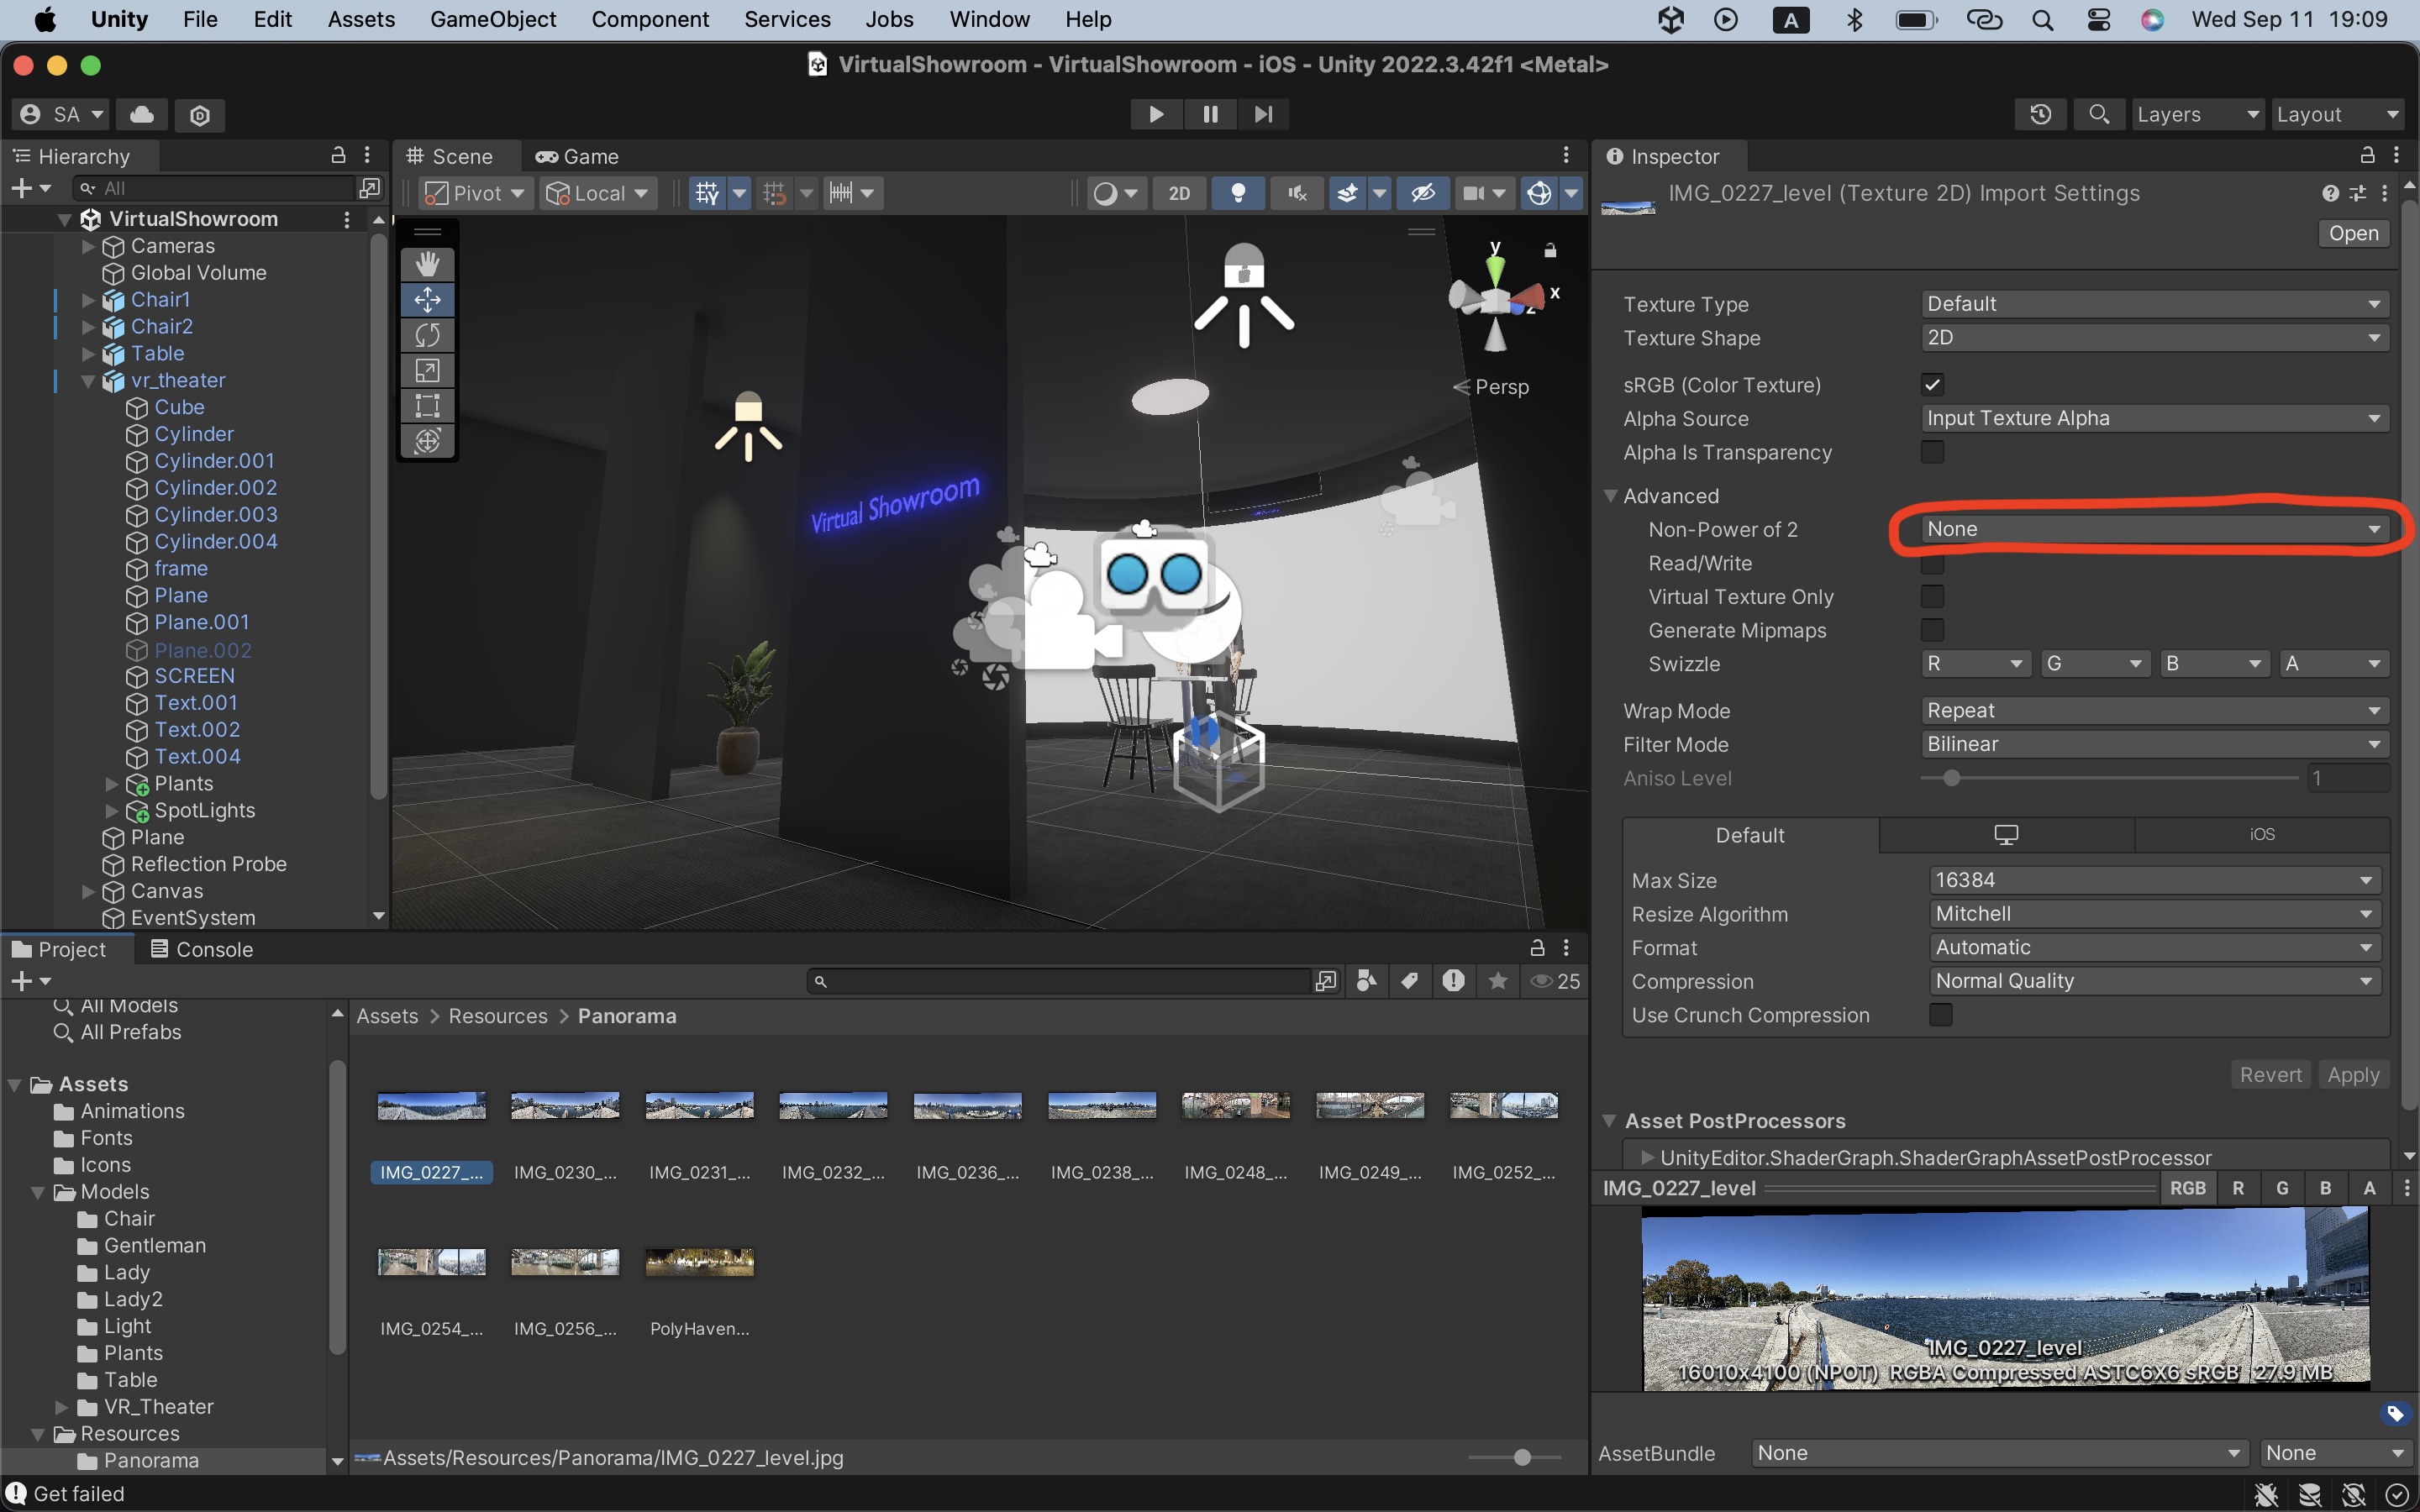 Unity File Edit Assets GameObject Component Services Jobs Window Help A Wed Sep 11 19:09
VirtualShowroom - VirtualShowroom - iOS - Unity 2022.3.42f1 <Metal>
SA Layers Layout
Hierarchy
All
VirtualShowroom
Cameras
Global Volume
Chair1
Chair2
Table
vr_theater
Cube
Cylinder
Cylinder.001
Cylinder.002
Cylinder.003
Cylinder.004
frame
Plane
Plane.001
Plane.002
SCREEN
Text.001
Text.002
Text.004
Plants
SpotLights
Plane
Reflection Probe
Canvas
EventSystem
Scene Game
Pivot Local 2D
y
x
z
Persp
Virtual Showroom
Inspector
IMG_0227_level (Texture 2D) Import Settings
Open
Texture Type Default
Texture Shape 2D
sRGB (Color Texture)
Alpha Source Input Texture Alpha
Alpha Is Transparency
Advanced
Non-Power of 2 None
Read/Write
Virtual Texture Only
Generate Mipmaps
Swizzle R G B A
Wrap Mode Repeat
Filter Mode Bilinear
Aniso Level 1
Default iOS
Max Size 16384
Resize Algorithm Mitchell
Format Automatic
Compression Normal Quality
Use Crunch Compression
Revert Apply
Asset PostProcessors
UnityEditor.ShaderGraph.ShaderGraphAssetPostProcessor
IMG_0227_level RGB R G B A
IMG_0227_level
16010x4100 (NPOT) RGBA Compressed ASTC6X6 sRGB 27.9 MB
AssetBundle None None
Project Console
25
All Models
All Prefabs
Assets
Animations
Fonts
Icons
Models
Chair
Gentleman
Lady
Lady2
Light
Plants
Table
VR_Theater
Resources
Panorama
Assets > Resources > Panorama
IMG_0227_... IMG_0230_... IMG_0231_... IMG_0232_... IMG_0236_... IMG_0238_... IMG_0248_... IMG_0249_... IMG_0252_...
IMG_0254_... IMG_0256_... PolyHaven...
Assets/Resources/Panorama/IMG_0227_level.jpg
Get failed